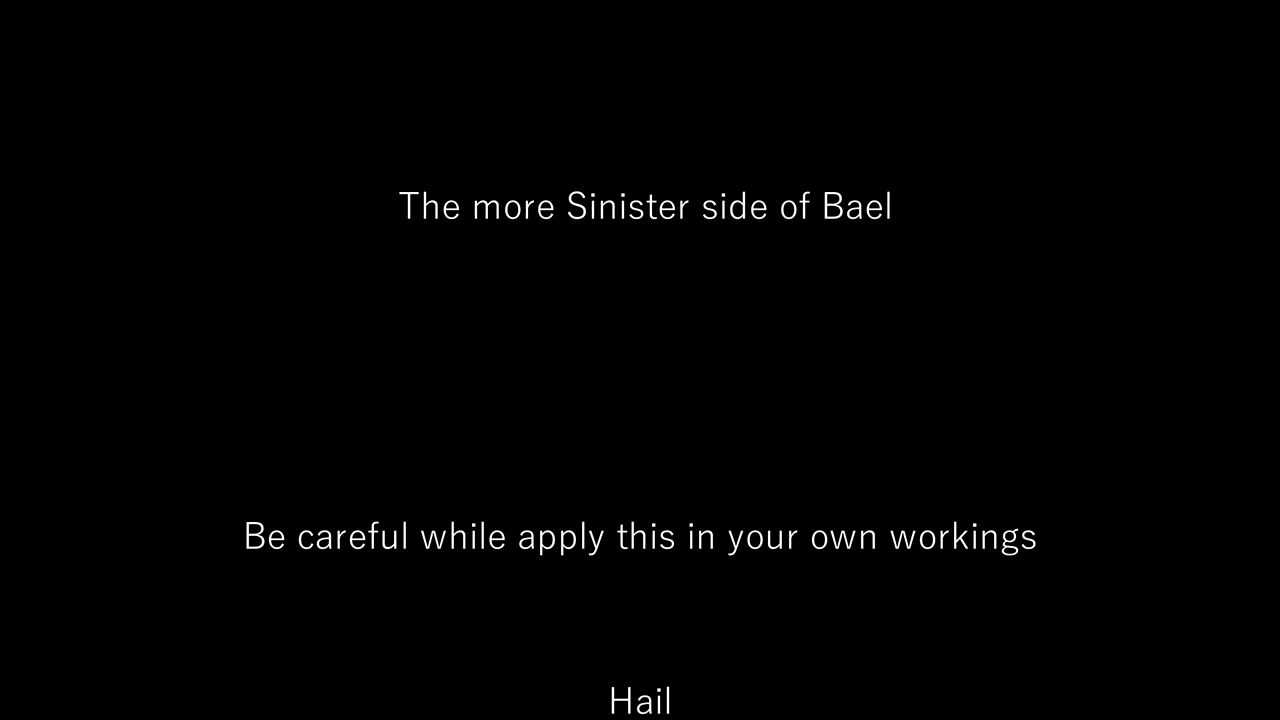 The more Sinister side of Bael
Be careful while apply this in your own workings
Hail